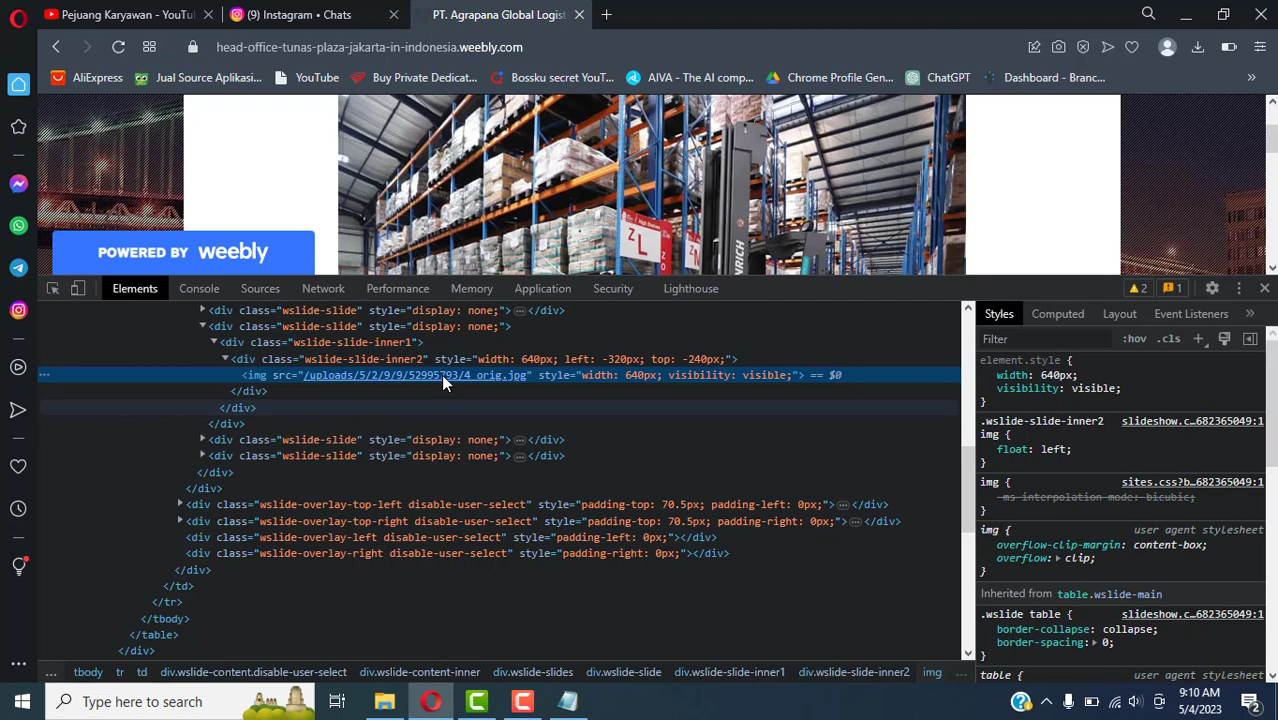 Pejuang Karyawan - YouTu
(9) Instagram • Chats
PT. Agrapana Global Logist
head-office-tunas-plaza-jakarta-in-indonesia.weebly.com
AliExpress
Jual Source Aplikasi...
YouTube
Buy Private Dedicat...
Bossku secret YouT...
AIVA - The AI comp...
Chrome Profile Gen...
ChatGPT
Dashboard - Branc...
L
POWERED BY weebly
Elements
Console
Sources
Network
Performance
Memory
Application
Security
Lighthouse
2
1
<div class="wslide-slide" style="display: none;"> … </div>
<div class="wslide-slide" style="display: none;">
<div class="wslide-slide-inner1">
<div class="wslide-slide-inner2" style="width: 640px; left: -320px; top: -240px;">
<img src="/uploads/5/2/9/9/52995793/4_orig.jpg" style="width: 640px; visibility: visible;"> == $0
</div>
</div>
</div>
<div class="wslide-slide" style="display: none;"> … </div>
<div class="wslide-slide" style="display: none;"> … </div>
</div>
</div>
<div class="wslide-overlay-top-left disable-user-select" style="padding-top: 70.5px; padding-left: 0px;"> … </div>
<div class="wslide-overlay-top-right disable-user-select" style="padding-top: 70.5px; padding-right: 0px;"> … </div>
<div class="wslide-overlay-left disable-user-select" style="padding-left: 0px;"></div>
<div class="wslide-overlay-right disable-user-select" style="padding-right: 0px;"></div>
</div>
</td>
</tr>
</tbody>
</table>
</div>
Styles
Computed
Layout
Event Listeners
Filter
:hov
.cls
element.style {
width: 640px;
visibility: visible;
}
.wslide-slide-inner2 slideshow.c…682365049:1
img {
float: left;
}
img { sites.css?b…682365049:1
-ms-interpolation-mode: bicubic;
}
img { user agent stylesheet
overflow-clip-margin: content-box;
overflow: clip;
}
Inherited from table.wslide-main
.wslide table { slideshow.c…682365049:1
border-collapse: collapse;
border-spacing: 0;
}
table { user agent stylesheet
... tbody tr td div.wslide-content.disable-user-select div.wslide-content-inner div.wslide-slides div.wslide-slide div.wslide-slide-inner1 div.wslide-slide-inner2 img ...
Type here to search
9:10 AM
5/4/2023
2